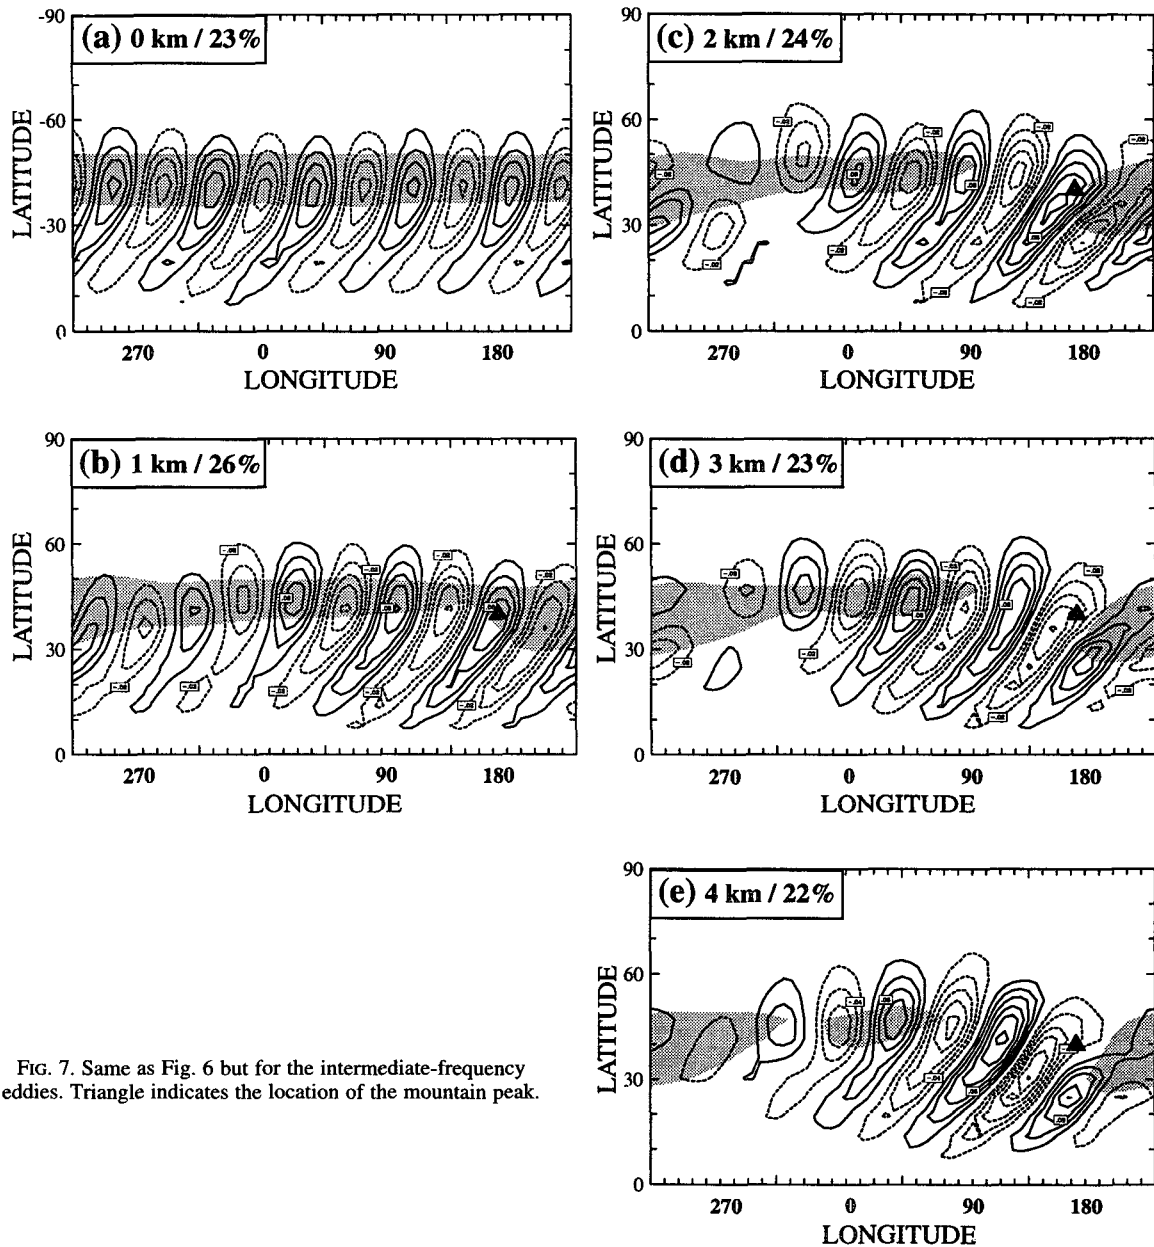 (a) 0 km / 23%
-90
-60
-30
0
LATITUDE
270 0 90 180
LONGITUDE
(c) 2 km / 24%
90
60
30
0
LATITUDE
270 0 90 180
LONGITUDE
(b) 1 km / 26%
90
60
30
0
LATITUDE
270 0 90 180
LONGITUDE
(d) 3 km / 23%
90
60
30
0
LATITUDE
270 0 90 180
LONGITUDE
(e) 4 km / 22%
90
60
30
0
LATITUDE
270 0 90 180
LONGITUDE
FIG. 7. Same as Fig. 6 but for the intermediate-frequency
eddies. Triangle indicates the location of the mountain peak.